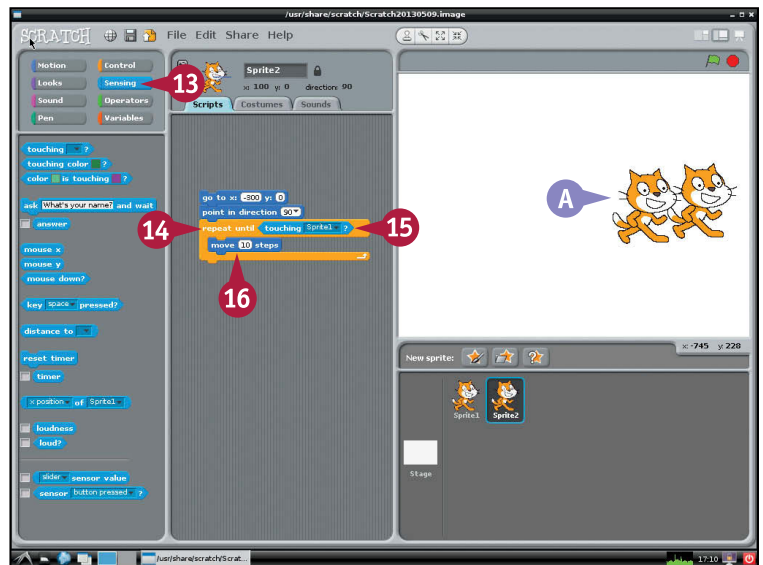 /usr/share/scratch/Scratch20130509.image
SCRATCH File Edit Share Help
Motion Control
Looks Sensing
Sound Operators
Pen Variables
13
Sprite2
x: 100 y: 0 direction: 90
Scripts Costumes Sounds
touching ?
touching color ?
color is touching ?
ask What's your name? and wait
answer
mouse x
mouse y
mouse down?
key space pressed?
distance to
reset timer
timer
x position of Sprite1
loudness
loud?
slider sensor value
sensor button pressed ?
go to x: -300 y: 0
point in direction 90
14 repeat until touching Sprite1 ? 15
move 10 steps
16
A
x: -745 y: 228
New sprite:
Sprite1 Sprite2
Stage
/usr/share/scratch/Scrat...
17:10